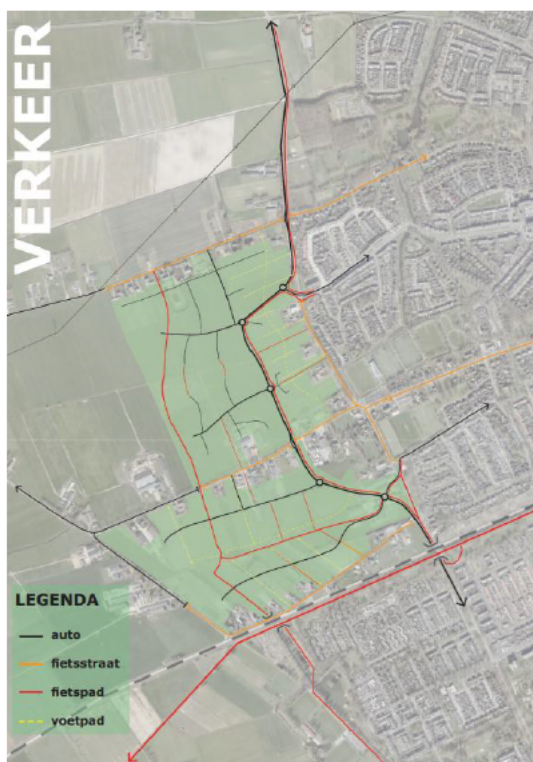 VERKEER
LEGENDA
auto
fietsstraat
fietspad
voetpad